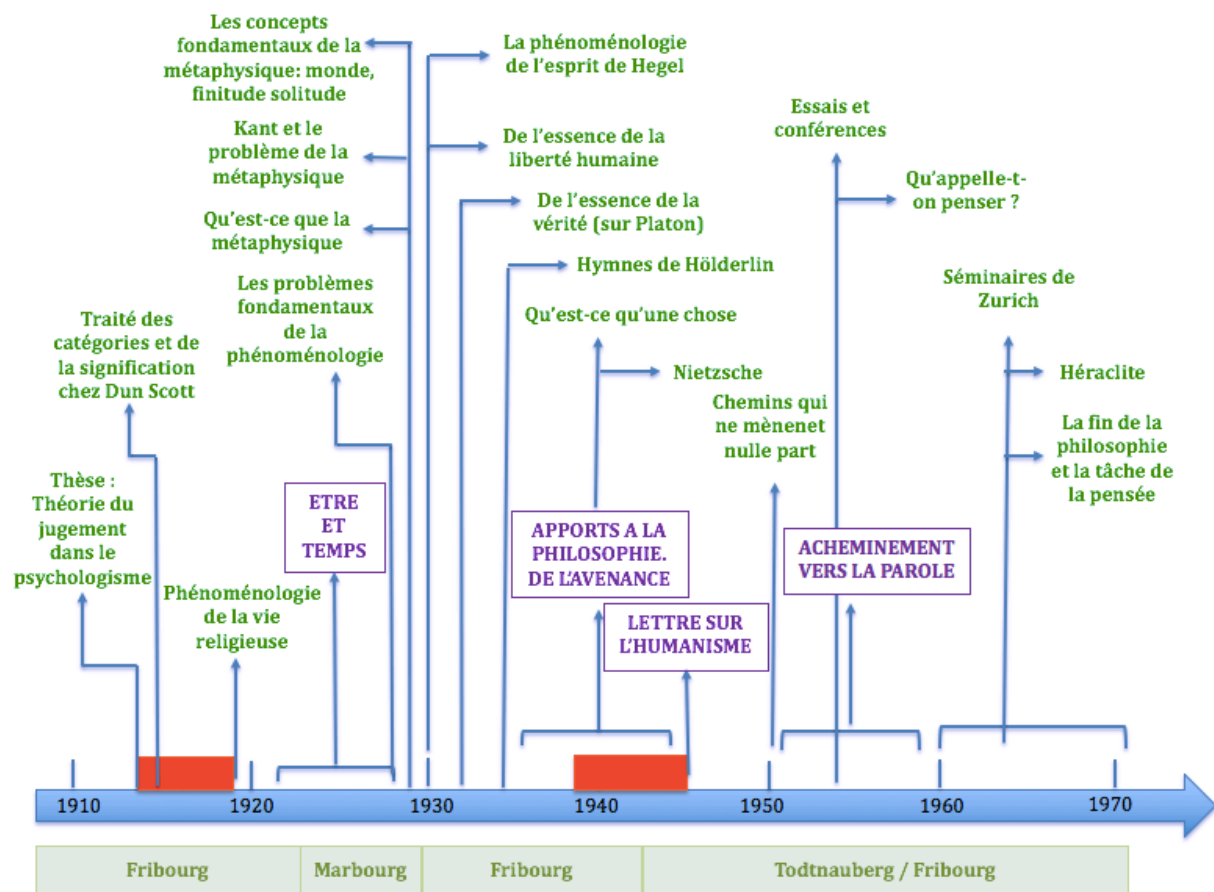 Les concepts
fondamentaux de la
métaphysique: monde,
finitude solitude
Kant et le
problème de la
métaphysique
Qu'est-ce que la
métaphysique
Les problèmes
fondamentaux
de la
phénoménologie
Traité des
catégories et de
la signification
chez Dun Scott
Thèse :
Théorie du
jugement
dans le
psychologisme
Phénoménologie
de la vie
religieuse
ETRE
ET
TEMPS
La phénoménologie
de l'esprit de Hegel
De l'essence de la
liberté humaine
De l'essence de la
vérité (sur Platon)
Hymnes de Hölderlin
Qu'est-ce qu'une chose
Nietzsche
APPORTS A LA
PHILOSOPHIE.
DE L'AVENANCE
LETTRE SUR
L'HUMANISME
Chemins qui
ne mènenet
nulle part
Essais et
conférences
Qu'appelle-t-
on penser ?
ACHEMINEMENT
VERS LA PAROLE
Séminaires de
Zurich
Héraclite
La fin de la
philosophie
et la tâche de
la pensée
1910 1920 1930 1940 1950 1960 1970
Fribourg Marbourg Fribourg Todtnauberg / Fribourg